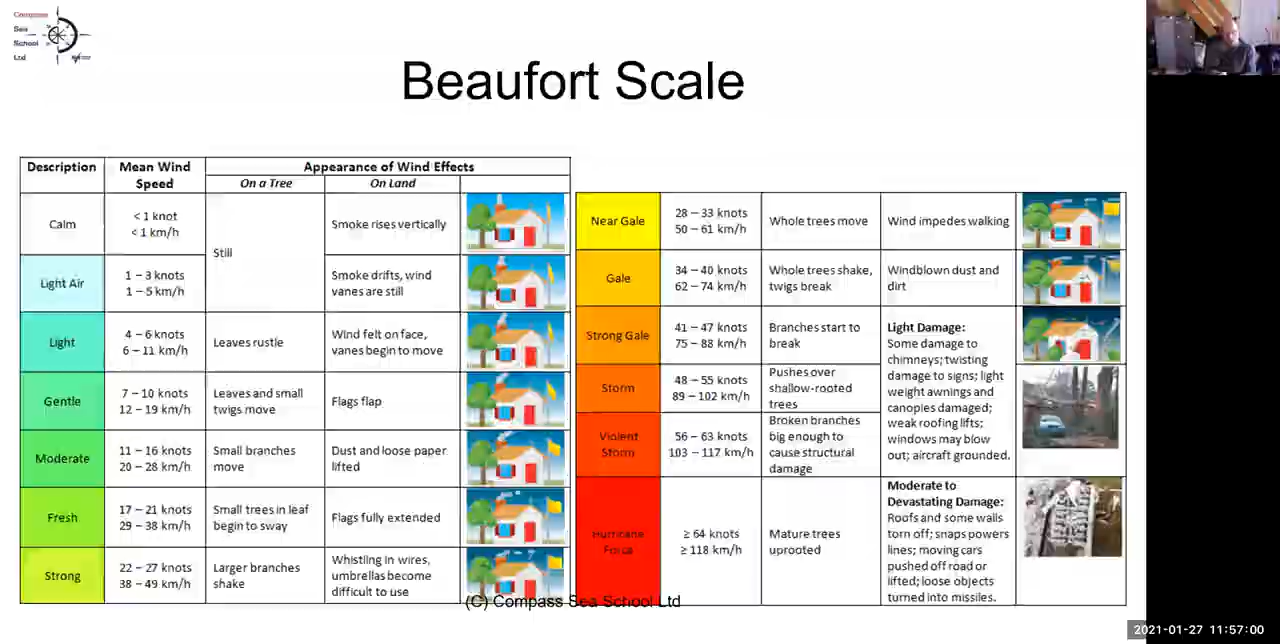 Compass
Sea
School
Ltd
Beaufort Scale
Description
Mean Wind
Speed
Appearance of Wind Effects
On a Tree
On Land
Calm
< 1 knot
< 1 km/h
Still
Smoke rises vertically
Light Air
1 – 3 knots
1 – 5 km/h
Smoke drifts, wind
vanes are still
Light
4 – 6 knots
6 – 11 km/h
Leaves rustle
Wind felt on face,
vanes begin to move
Gentle
7 – 10 knots
12 – 19 km/h
Leaves and small
twigs move
Flags flap
Moderate
11 – 16 knots
20 – 28 km/h
Small branches
move
Dust and loose paper
lifted
Fresh
17 – 21 knots
29 – 38 km/h
Small trees in leaf
begin to sway
Flags fully extended
Strong
22 – 27 knots
38 – 49 km/h
Larger branches
shake
Whistling in wires,
umbrellas become
difficult to use
Near Gale
28 – 33 knots
50 – 61 km/h
Whole trees move
Wind impedes walking
Gale
34 – 40 knots
62 – 74 km/h
Whole trees shake,
twigs break
Windblown dust and
dirt
Strong Gale
41 – 47 knots
75 – 88 km/h
Branches start to
break
Light Damage:
Some damage to
chimneys; twisting
damage to signs; light
weight awnings and
canopies damaged;
weak roofing lifts;
windows may blow
out; aircraft grounded.
Storm
48 – 55 knots
89 – 102 km/h
Pushes over
shallow-rooted
trees
Violent
Storm
56 – 63 knots
103 – 117 km/h
Broken branches
big enough to
cause structural
damage
Hurricane
Force
≥ 64 knots
≥ 118 km/h
Mature trees
uprooted
Moderate to
Devastating Damage:
Roofs and some walls
torn off; snaps powers
lines; moving cars
pushed off road or
lifted; loose objects
turned into missiles.
(C) Compass Sea School Ltd
2021-01-27 11:57:00